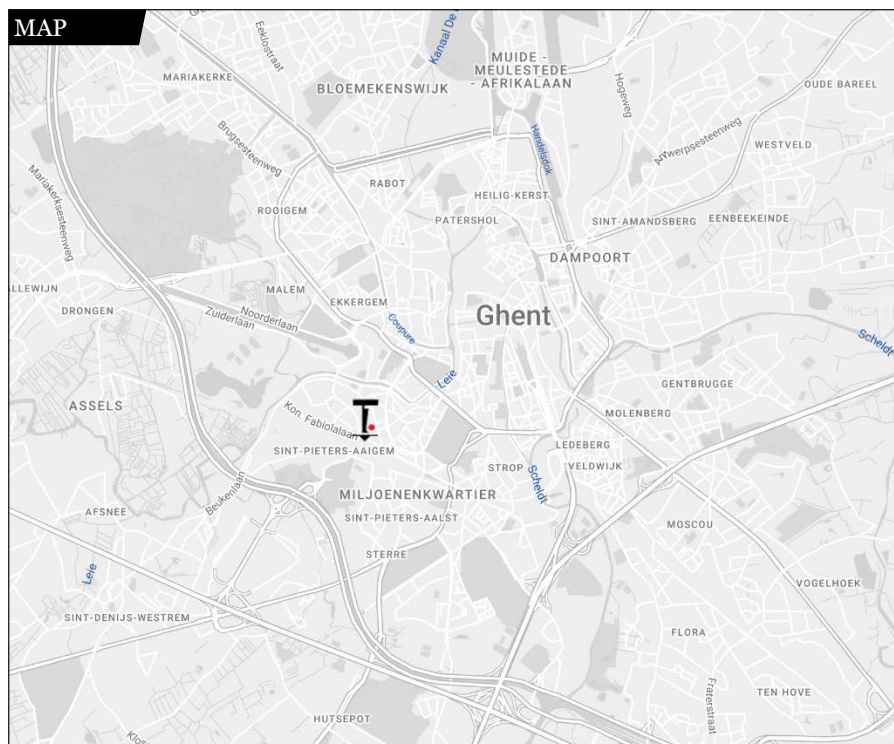 MAP
Eeklostraat
Kanaal De
MUIDE -
MEULESTEDE
- AFRIKALAAN
MARIAKERKE
BLOEMEKENSWIJK
Hogeweg
OUDE BAREEL
Brugsesteenweg
Handelsdok
Antwerpsesteenweg
WESTVELD
Mariakerksesteenweg
RABOT
HEILIG-KERST
ROOIGEM
PATERSHOL
SINT-AMANDSBERG
EENBEEKEINDE
DAMPOORT
ALLEWIJN
MALEM
EKKERGEM
DRONGEN
Noorderlaan
Zuiderlaan
Coupure
Ghent
Scheldt
Leie
GENTBRUGGE
ASSELS
MOLENBERG
Kon. Fabiolalaan
T.
SINT-PIETERS-AAIGEM
LEDEBERG
STROP
VELDWIJK
Scheldt
Beukenlaan
MILJOENENKWARTIER
AFSNEE
SINT-PIETERS-AALST
MOSCOU
STERRE
Leie
VOGELHOEK
SINT-DENIJS-WESTREM
FLORA
TEN HOVE
Fraterstraat
HUTSEPOT